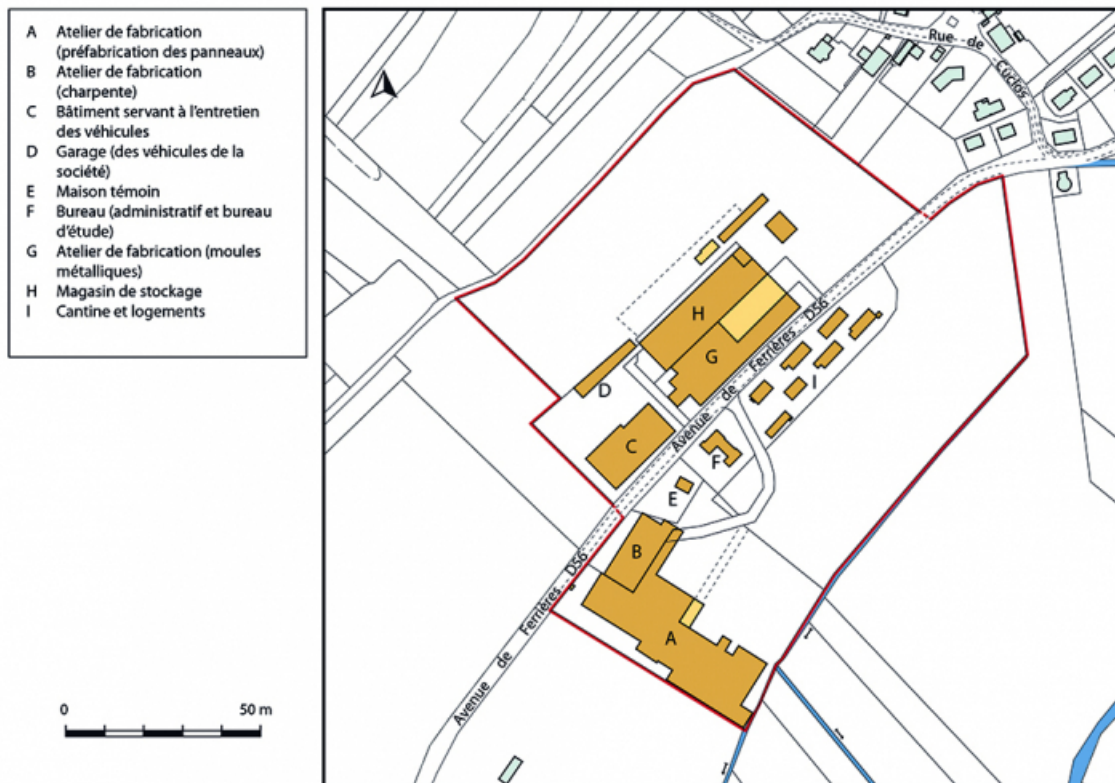 A Atelier de fabrication
(préfabrication des panneaux)
B Atelier de fabrication
(charpente)
C Bâtiment servant à l'entretien
des véhicules
D Garage (des véhicules de la
société)
E Maison témoin
F Bureau (administratif et bureau
d'étude)
G Atelier de fabrication (moules
métalliques)
H Magasin de stockage
I Cantine et logements
0 50 m
Rue de Cuclos
H
G
D
C
I
F
E
B
A
Avenue de Ferrières D56
Avenue de Ferrières D56